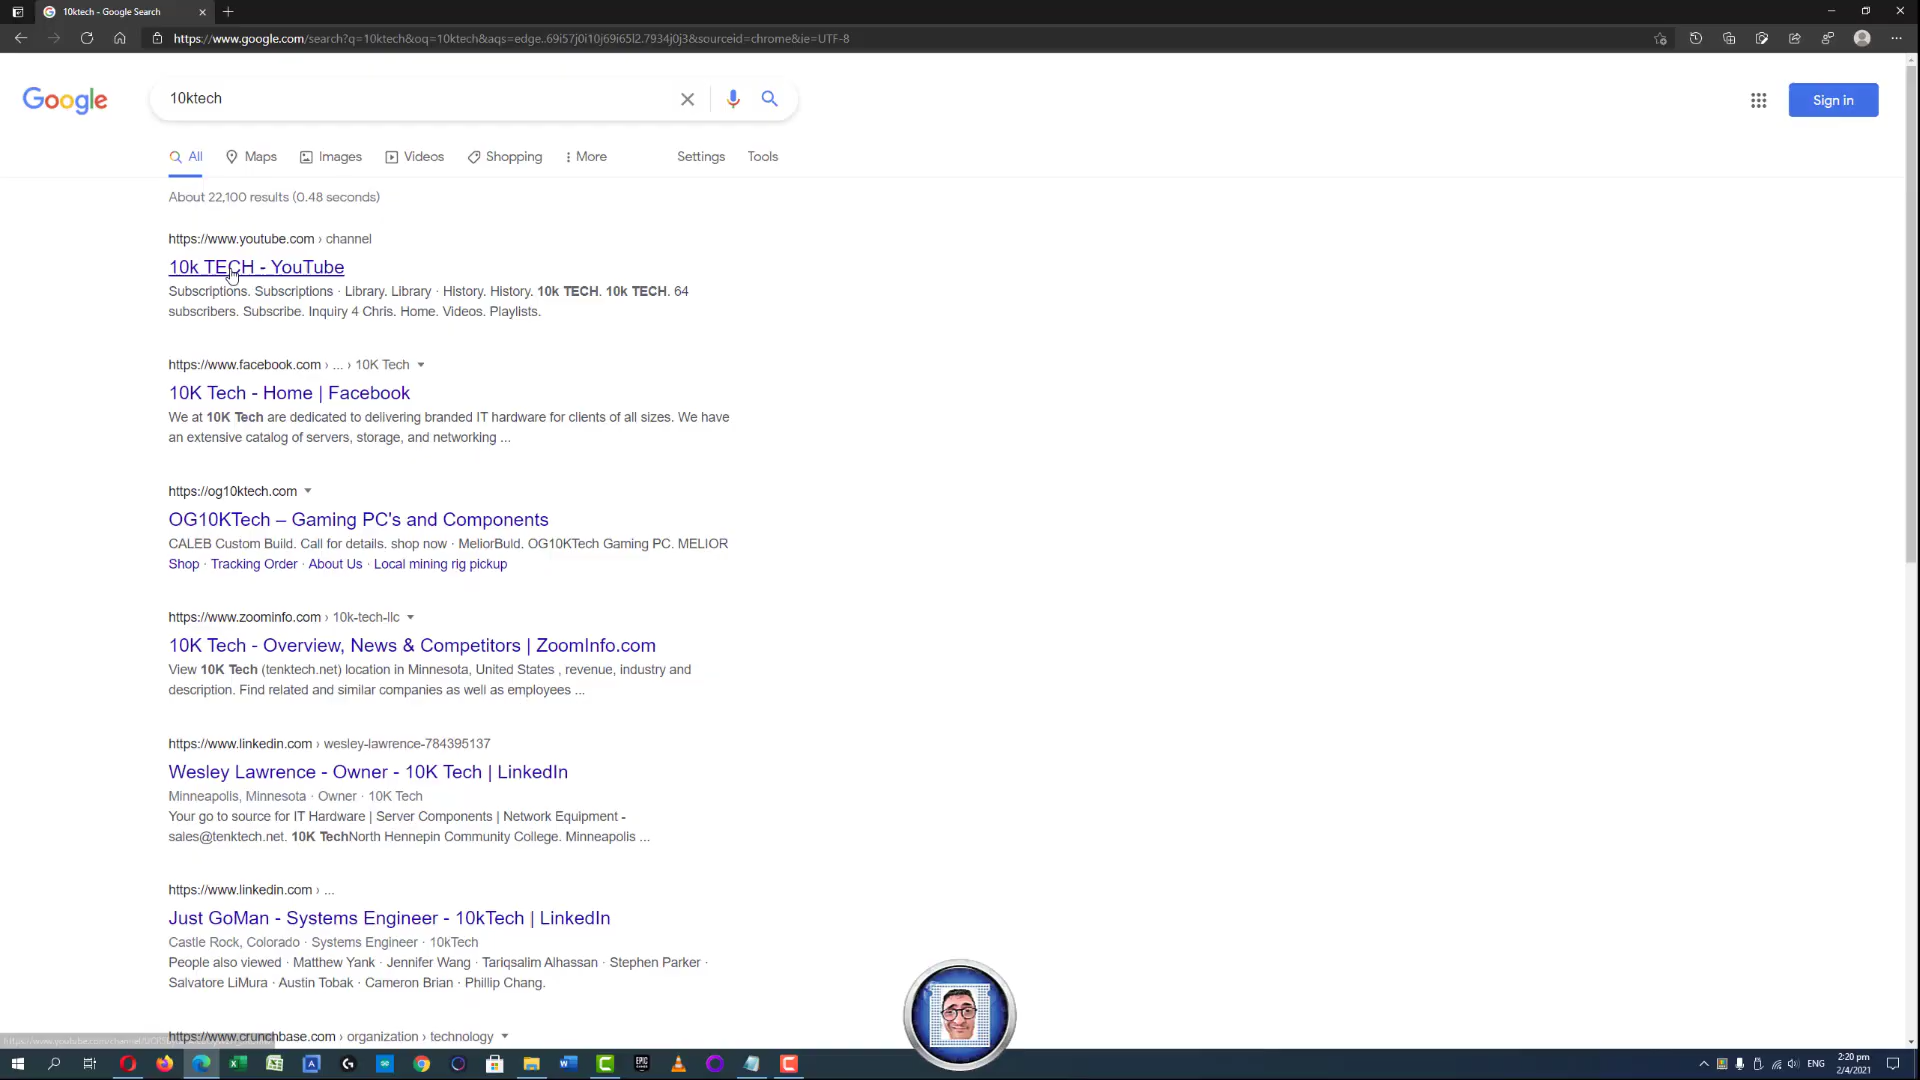 10ktech - Google Search
https://www.google.com/search?q=10ktech&oq=10ktech&aqs=edge..69i57j0i10j69i65l2.7934j0j3&sourceid=chrome&ie=UTF-8
Google
10ktech
Sign in
All Maps Images Videos Shopping More Settings Tools
About 22,100 results (0.48 seconds)
https://www.youtube.com › channel
10k TECH - YouTube
Subscriptions. Subscriptions · Library. Library · History. History. 10k TECH. 10k TECH. 64
subscribers. Subscribe. Inquiry 4 Chris. Home. Videos. Playlists.
https://www.facebook.com › ... › 10K Tech
10K Tech - Home | Facebook
We at 10K Tech are dedicated to delivering branded IT hardware for clients of all sizes. We have
an extensive catalog of servers, storage, and networking ...
https://og10ktech.com
OG10KTech – Gaming PC's and Components
CALEB Custom Build. Call for details. shop now · MeliorBuld. OG10KTech Gaming PC. MELIOR
Shop · Tracking Order · About Us · Local mining rig pickup
https://www.zoominfo.com › 10k-tech-llc
10K Tech - Overview, News & Competitors | ZoomInfo.com
View 10K Tech (tenktech.net) location in Minnesota, United States , revenue, industry and
description. Find related and similar companies as well as employees ...
https://www.linkedin.com › wesley-lawrence-784395137
Wesley Lawrence - Owner - 10K Tech | LinkedIn
Minneapolis, Minnesota · Owner · 10K Tech
Your go to source for IT Hardware | Server Components | Network Equipment -
sales@tenktech.net. 10K TechNorth Hennepin Community College. Minneapolis ...
https://www.linkedin.com › ...
Just GoMan - Systems Engineer - 10kTech | LinkedIn
Castle Rock, Colorado · Systems Engineer · 10kTech
People also viewed · Matthew Yank · Jennifer Wang · Tariqsalim Alhassan · Stephen Parker ·
Salvatore LiMura · Austin Tobak · Cameron Brian · Phillip Chang.
https://www.crunchbase.com › organization › technology
ENG
2:20 pm
2/4/2021